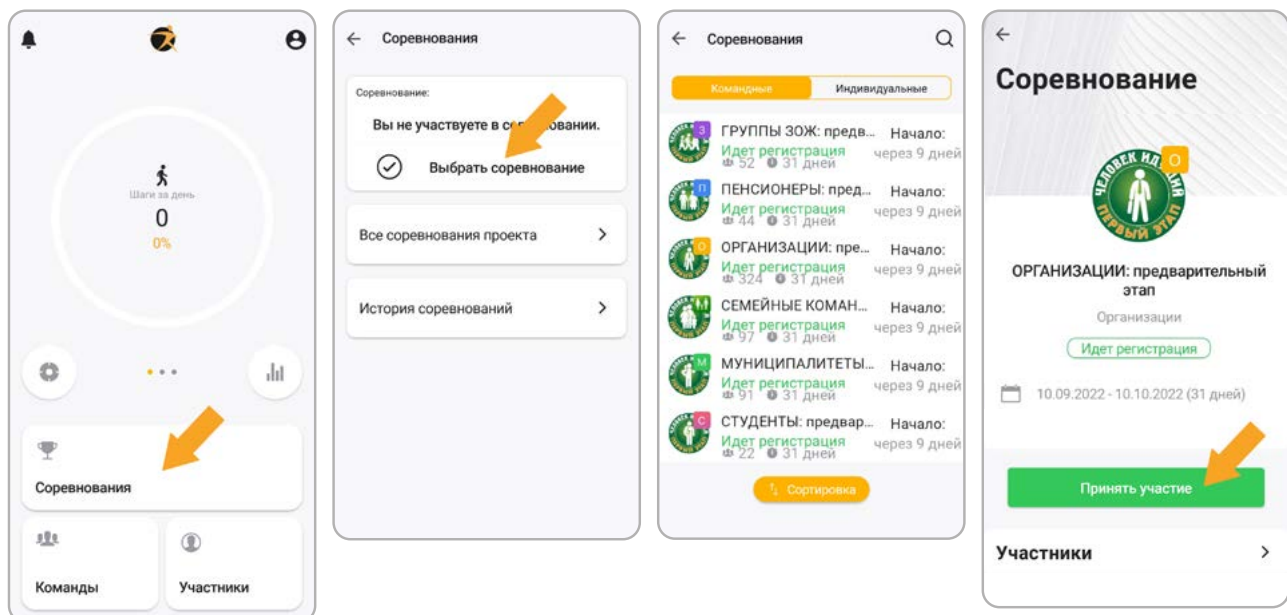 Шаги за день
0
0%
Соревнования
Команды
Участники
Соревнования
Соревнование:
Вы не участвуете в соревновании.
Выбрать соревнование
Все соревнования проекта
История соревнований
Соревнования
Командные
Индивидуальные
З
ГРУППЫ ЗОЖ: предв... Начало:
Идет регистрация через 9 дней
52 31 дней
П
ПЕНСИОНЕРЫ: пред... Начало:
Идет регистрация через 9 дней
44 31 дней
О
ОРГАНИЗАЦИИ: пре... Начало:
Идет регистрация через 9 дней
324 31 дней
СЕМЕЙНЫЕ КОМАН... Начало:
Идет регистрация через 9 дней
97 31 дней
М
МУНИЦИПАЛИТЕТЫ... Начало:
Идет регистрация через 9 дней
91 31 дней
С
СТУДЕНТЫ: предвар... Начало:
Идет регистрация через 9 дней
22 31 дней
Сортировка
Соревнование
О
ПЕРВЫЙ ЭТАП
ОРГАНИЗАЦИИ: предварительный
этап
Организации
Идет регистрация
10.09.2022 - 10.10.2022 (31 дней)
Принять участие
Участники